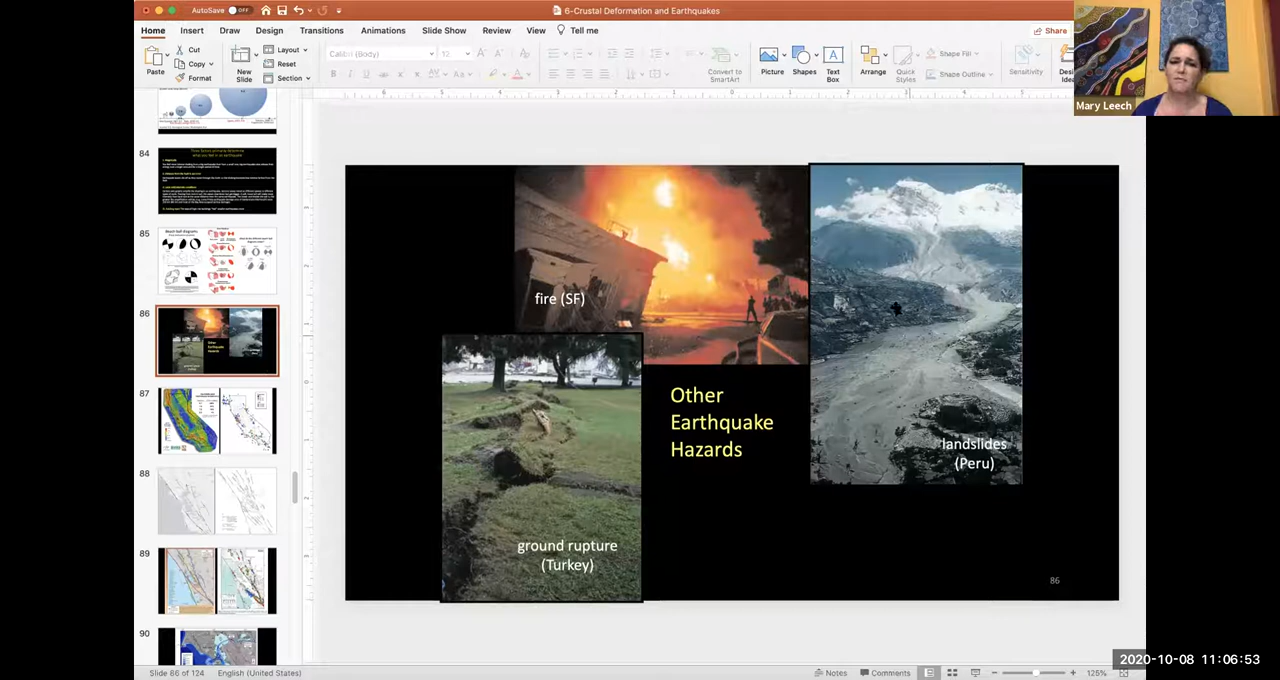 AutoSave OFF
6-Crustal Deformation and Earthquakes
Home Insert Draw Design Transitions Animations Slide Show Review View Tell me
Share
Paste
Cut
Copy
Format
New
Slide
Layout
Reset
Section
Calibri (Body)
12
Convert to
SmartArt
Picture
Shapes
Text
Box
Arrange
Quick
Styles
Shape Fill
Shape Outline
Sensitivity
Mary Leech
84
85
86
87
88
89
90
fire (SF)
Other
Earthquake
Hazards
landslides
(Peru)
ground rupture
(Turkey)
86
Slide 86 of 124
English (United States)
Notes
Comments
125%
2020-10-08 11:06:53